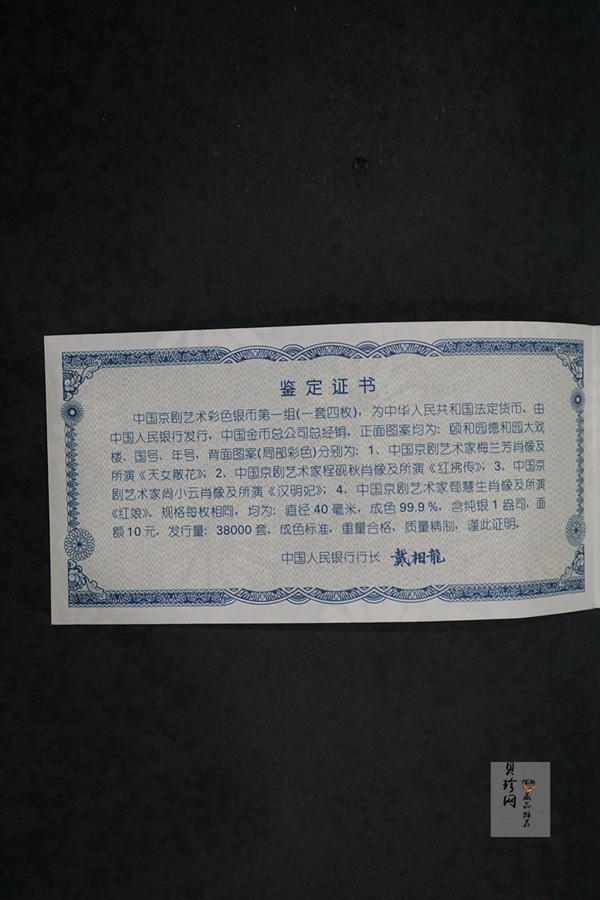 鉴定证书
中国京剧艺术彩色银币第一组(一套四枚)，为中华人民共和国法定货币，由
中国人民银行发行，中国金币总公司总经销，正面图案均为：颐和园德和园大戏
楼、国号、年号，背面图案(局部彩色)分别为：1、中国京剧艺术家梅兰芳肖像及
所演《天女散花》；2、中国京剧艺术家程砚秋肖像及所演《红拂传》；3、中国京
剧艺术家尚小云肖像及所演《汉明妃》；4、中国京剧艺术家荀慧生肖像及所演
《红娘》。规格每枚相同，均为：直径40毫米，成色99.9％，含纯银1盎司，面
额10元，发行量：38000套，成色标准，重量合格，质量精制，谨此证明。
中国人民银行行长 戴相龍
贝珍网
商品推荐